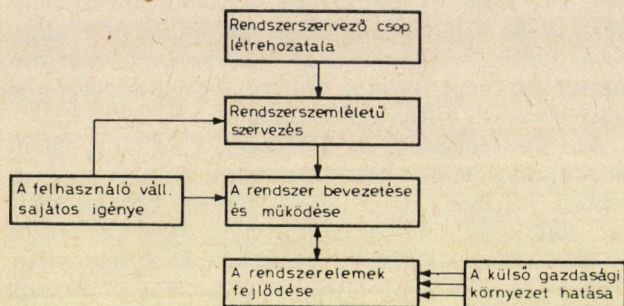 Rendszerszervező csop.
létrehozatala
Rendszerszemléletű
szervezés
A felhasználó váll.
sajátos igénye
A rendszer bevezetése
és működése
A rendszerelemek
fejlődése
A külső gazdasági
környezet hatása